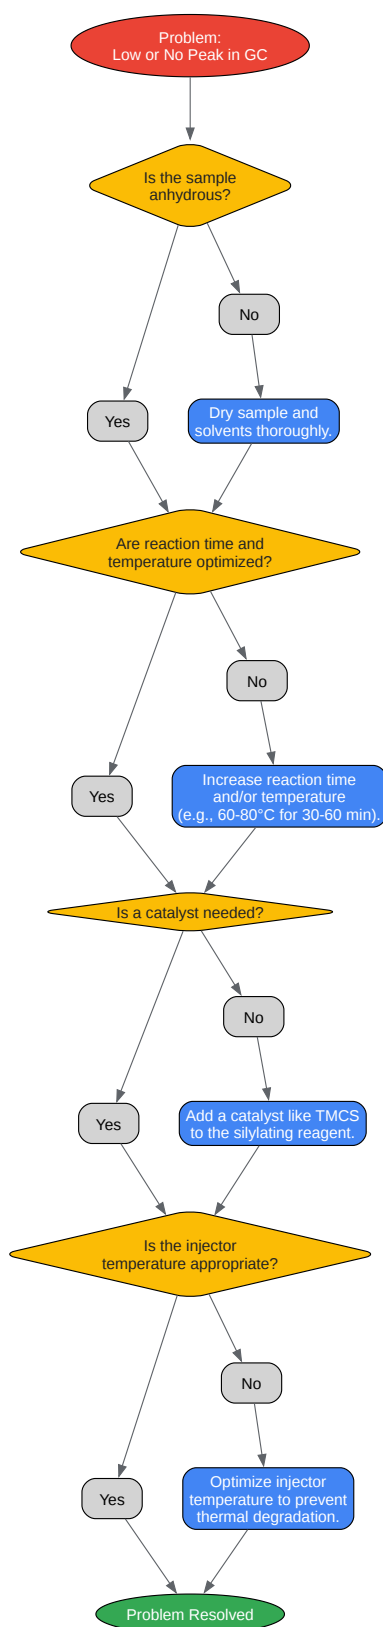 Problem:
Low or No Peak in GC
Is the sample
anhydrous?
No
Yes
Dry sample and
solvents thoroughly.
Are reaction time and
temperature optimized?
No
Yes
Increase reaction time
and/or temperature
(e.g., 60-80°C for 30-60 min).
Is a catalyst needed?
No
Yes
Add a catalyst like TMCS
to the silylating reagent.
Is the injector
temperature appropriate?
No
Yes
Optimize injector
temperature to prevent
thermal degradation.
Problem Resolved